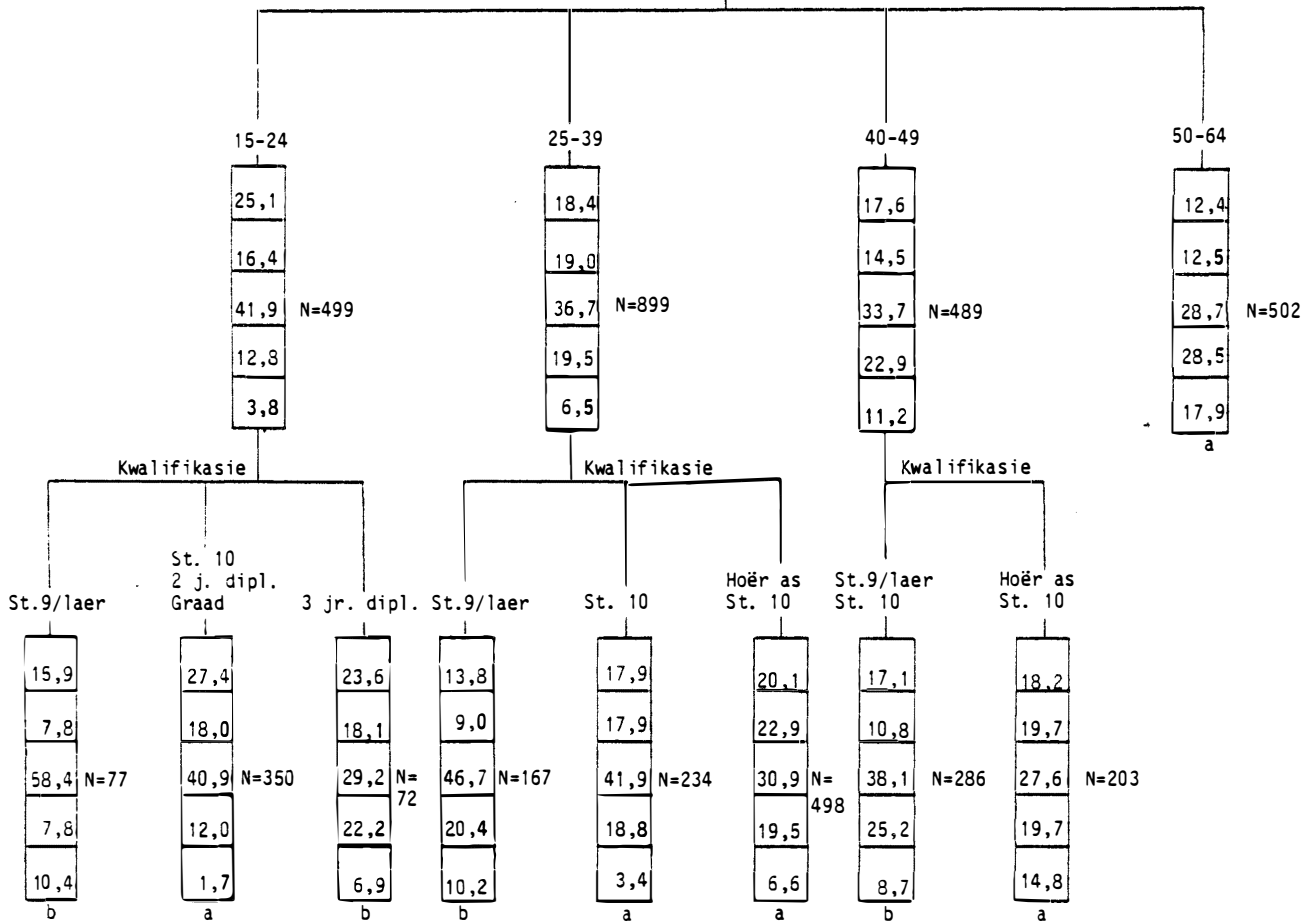 15-24 25-39 40-49 50-64
25,1 18,4 17,6 12,4
16,4 19,0 14,5 12,5
41,9 N=499 36,7 N=899 33,7 N=489 28,7 N=502
12,8 19,5 22,9 28,5
3,8 6,5 11,2 17,9
a
Kwalifikasie Kwalifikasie Kwalifikasie
St. 10
2 j. dipl. Hoër as St.9/laer Hoër as
St.9/laer Graad 3 jr. dipl. St.9/laer St. 10 St. 10 St. 10 St. 10
15,9 27,4 23,6 13,8 17,9 20,1 17,1 18,2
7,8 18,0 18,1 9,0 17,9 22,9 10,8 19,7
58,4 N=77 40,9 N=350 29,2 N= 46,7 N=167 41,9 N=234 30,9 N= 38,1 N=286 27,6 N=203
72 498
7,8 12,0 22,2 20,4 18,8 19,5 25,2 19,7
10,4 1,7 6,9 10,2 3,4 6,6 8,7 14,8
b a b b a a b a